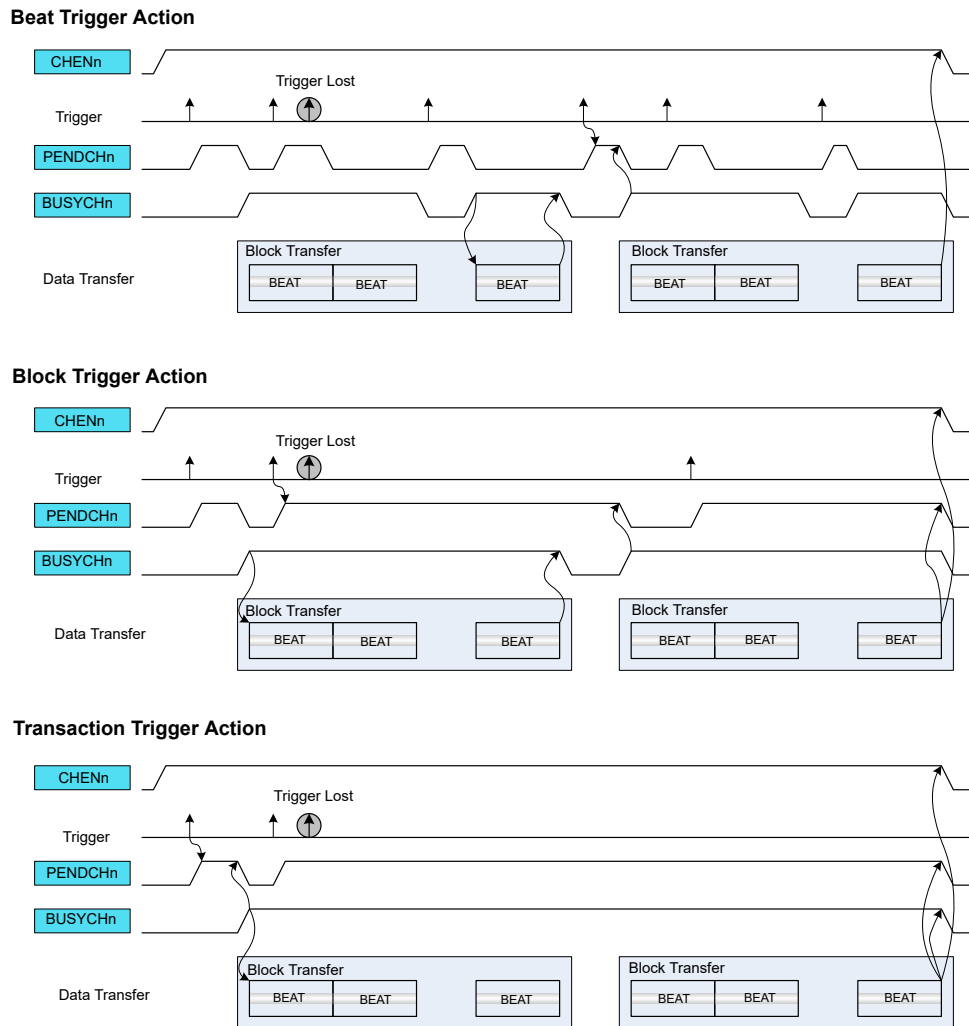 Beat Trigger Action
CHENn
Trigger Lost
Trigger
PENDCHn
BUSYCHn
Block Transfer
Block Transfer
Data Transfer
BEAT
BEAT
BEAT
BEAT
BEAT
BEAT
Block Trigger Action
CHENn
Trigger Lost
Trigger
PENDCHn
BUSYCHn
Block Transfer
Block Transfer
Data Transfer
BEAT
BEAT
BEAT
BEAT
BEAT
BEAT
Transaction Trigger Action
CHENn
Trigger Lost
Trigger
PENDCHn
BUSYCHn
Block Transfer
Block Transfer
Data Transfer
BEAT
BEAT
BEAT
BEAT
BEAT
BEAT